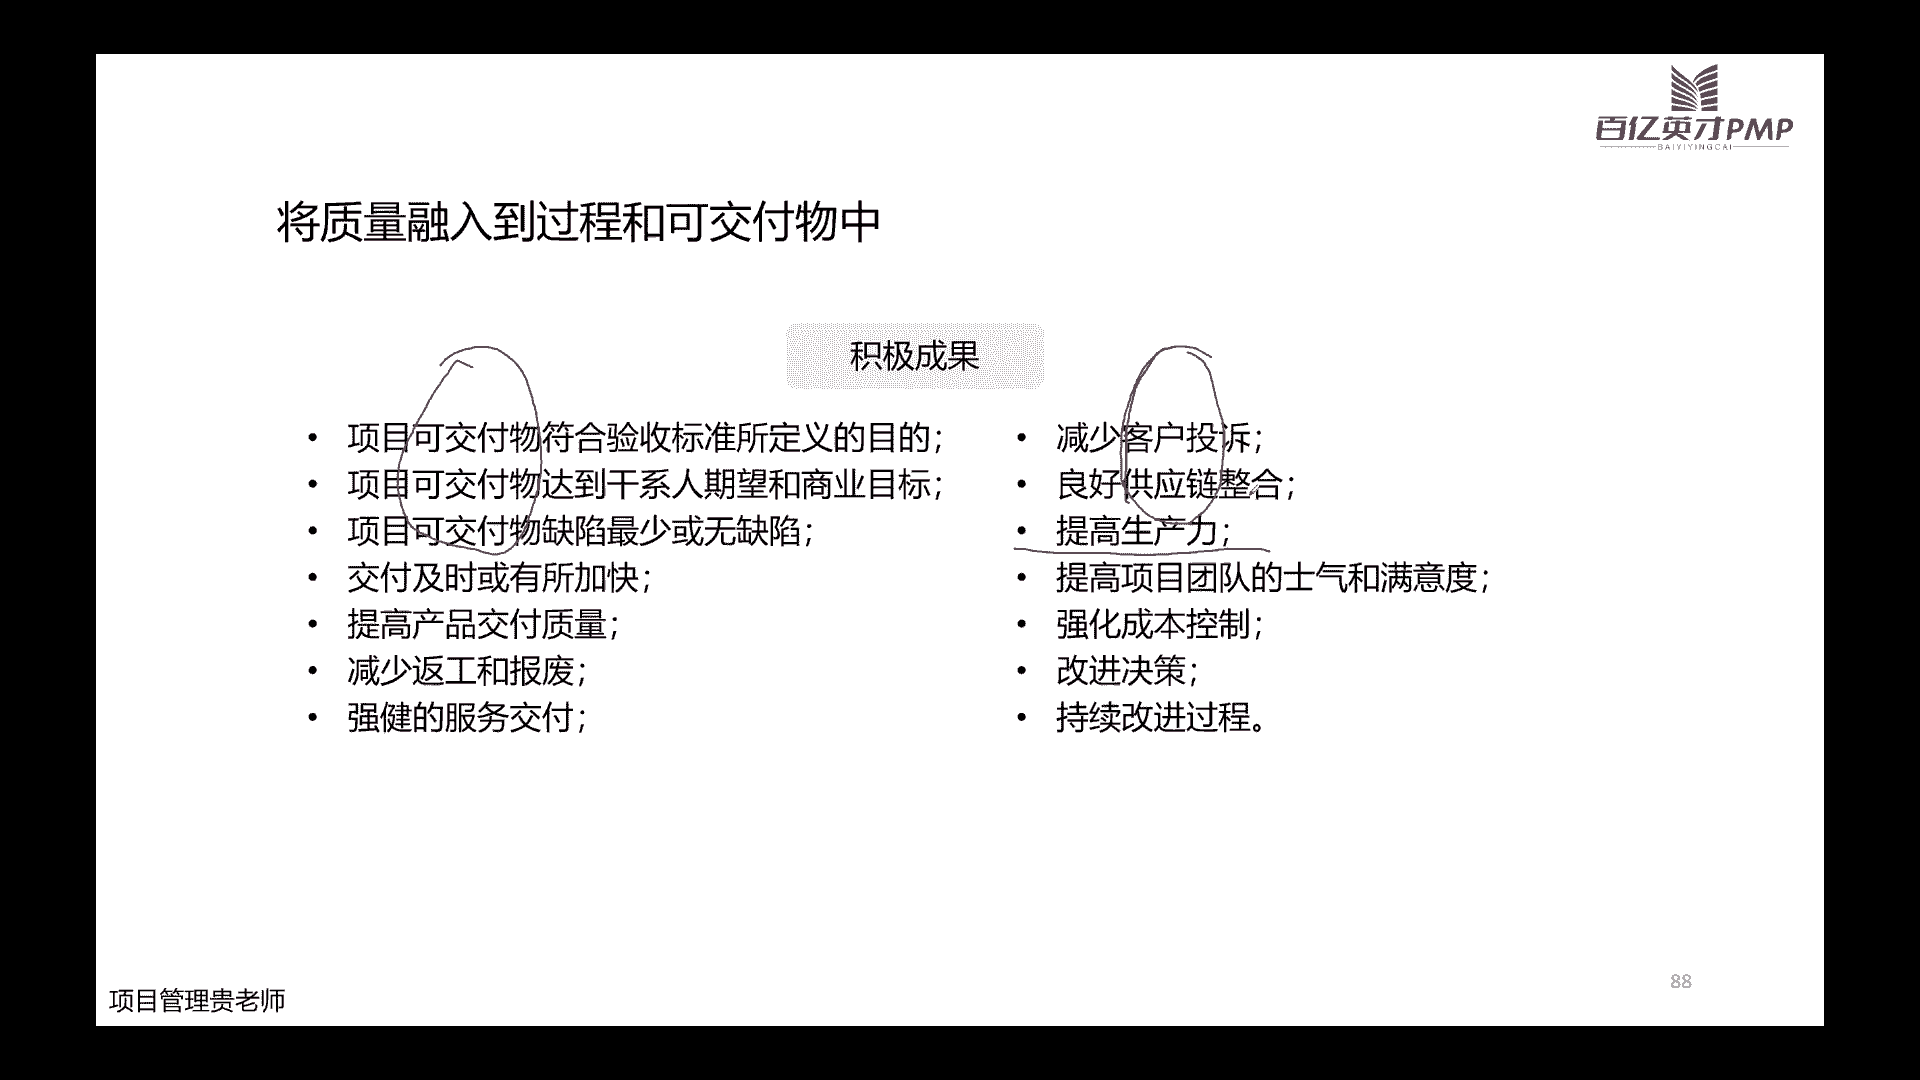 百亿英才PMP
BAIYIYINGCAI
将质量融入到过程和可交付物中
积极成果
• 项目可交付物符合验收标准所定义的目的；
• 项目可交付物达到干系人期望和商业目标；
• 项目可交付物缺陷最少或无缺陷；
• 交付及时或有所加快；
• 提高产品交付质量；
• 减少返工和报废；
• 强健的服务交付；
• 减少客户投诉；
• 良好供应链整合；
• 提高生产力；
• 提高项目团队的士气和满意度；
• 强化成本控制；
• 改进决策；
• 持续改进过程。
88
项目管理贵老师